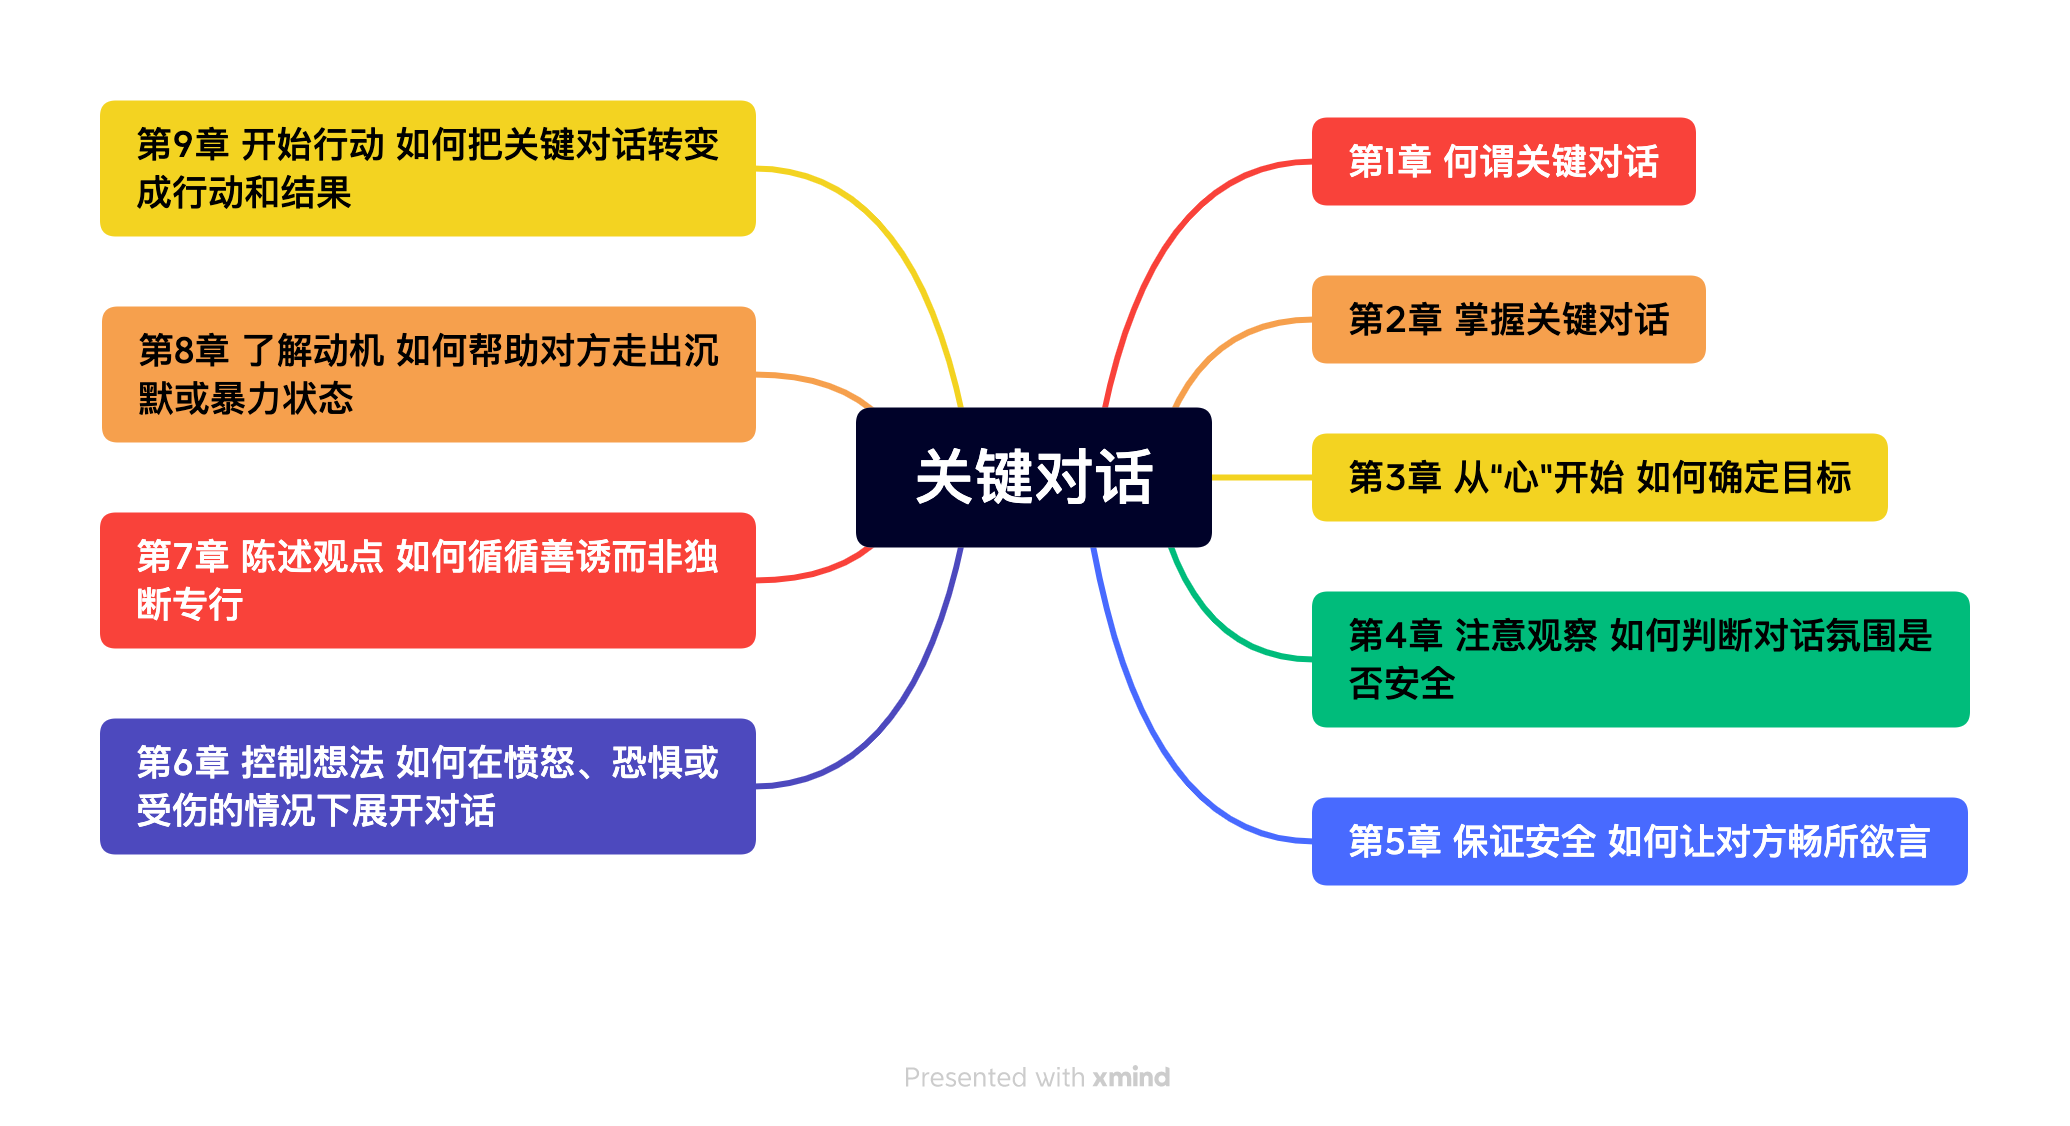 关键对话
第1章 何谓关键对话
第2章 掌握关键对话
第3章 从"心"开始 如何确定目标
第4章 注意观察 如何判断对话氛围是
否安全
第5章 保证安全 如何让对方畅所欲言
第6章 控制想法 如何在愤怒、恐惧或
受伤的情况下展开对话
第7章 陈述观点 如何循循善诱而非独
断专行
第8章 了解动机 如何帮助对方走出沉
默或暴力状态
第9章 开始行动 如何把关键对话转变
成行动和结果
Presented with xmind